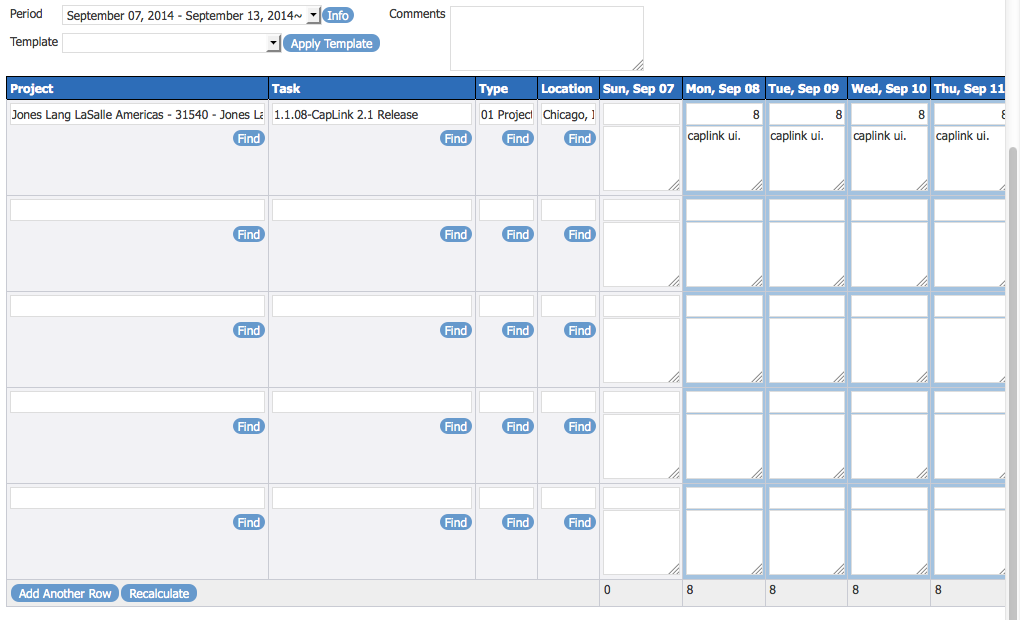 Period September 07, 2014 - September 13, 2014~ Info Comments
Template Apply Template
Project Task Type Location Sun, Sep 07 Mon, Sep 08 Tue, Sep 09 Wed, Sep 10 Thu, Sep 11
Jones Lang LaSalle Americas - 31540 - Jones La 1.1.08-CapLink 2.1 Release 01 Project Chicago, I 8 8 8 8
Find Find Find Find caplink ui. caplink ui. caplink ui. caplink ui.
Find Find Find Find
Find Find Find Find
Find Find Find Find
Find Find Find Find
Add Another Row Recalculate 0 8 8 8 8